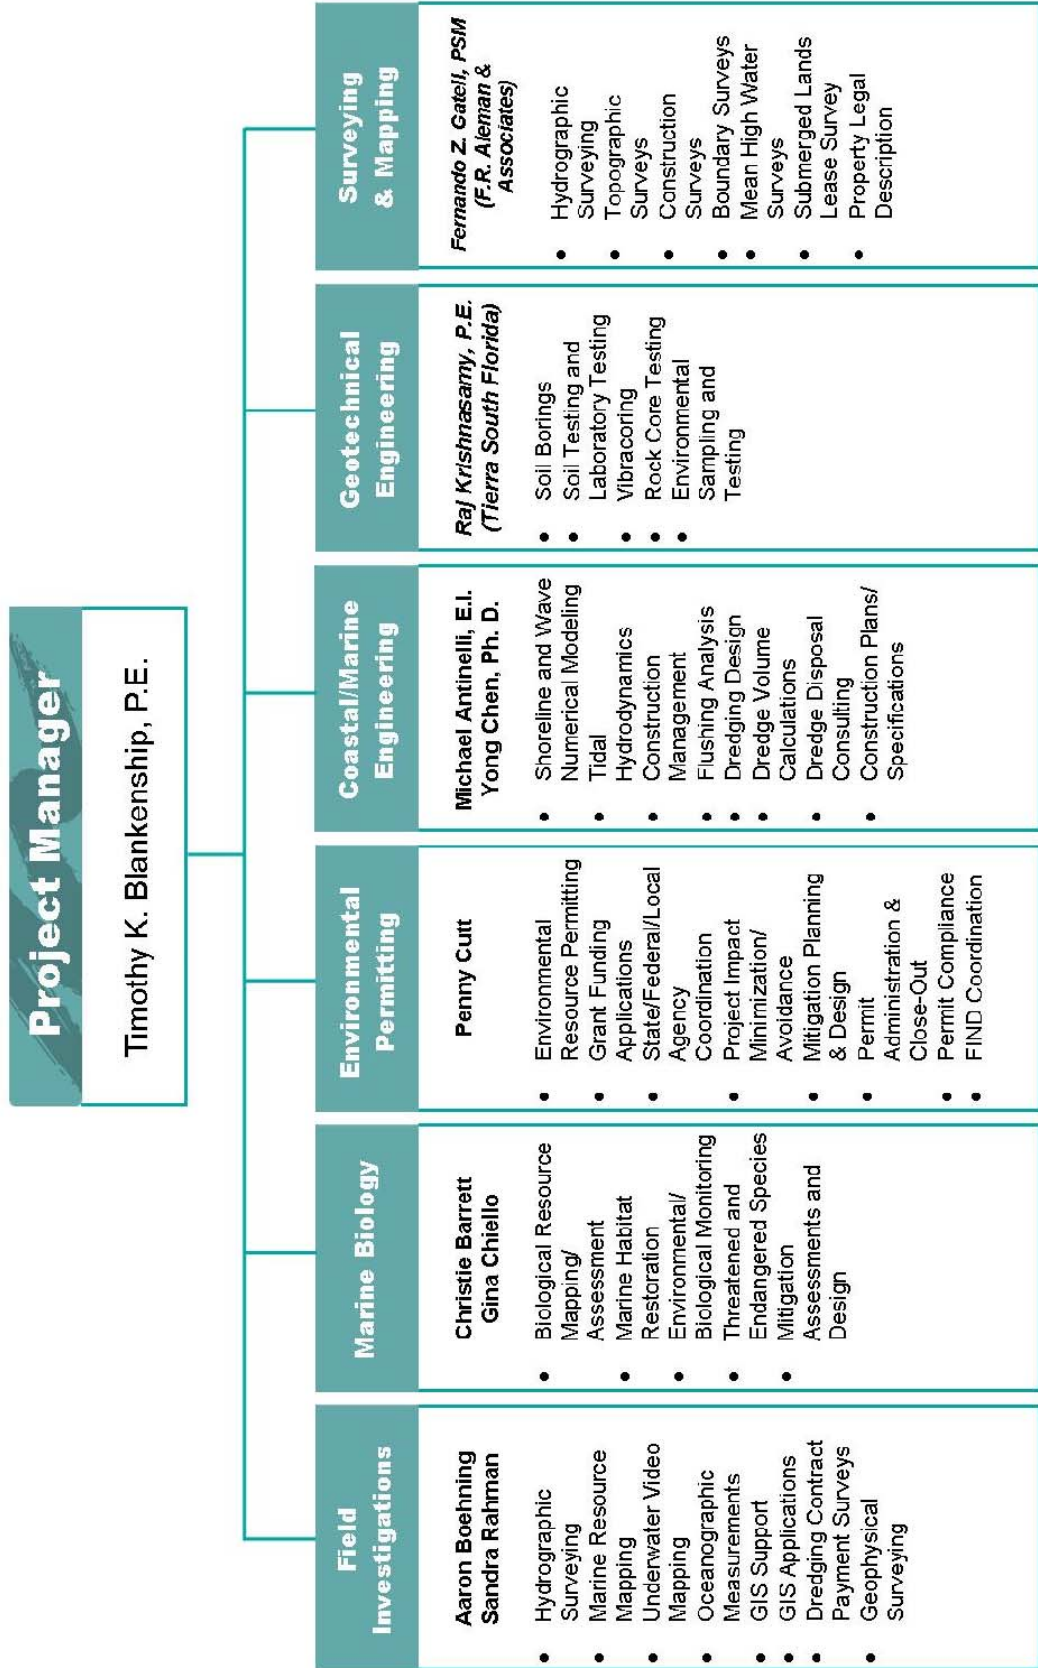 Project Manager
Timothy K. Blankenship, P.E.
Field
Investigations
Aaron Boehning
Sandra Rahman
• Hydrographic
Surveying
• Marine Resource
Mapping
• Underwater Video
Mapping
• Oceanographic
Measurements
• GIS Support
• GIS Applications
• Dredging Contract
Payment Surveys
• Geophysical
Surveying
Marine Biology
Christie Barrett
Gina Chiello
• Biological Resource
Mapping/
Assessment
• Marine Habitat
Restoration
• Environmental/
Biological Monitoring
• Threatened and
Endangered Species
• Mitigation
Assessments and
Design
Environmental
Permitting
Penny Cutt
• Environmental
Resource Permitting
• Grant Funding
Applications
• State/Federal/Local
Agency
Coordination
• Project Impact
Minimization/
Avoidance
• Mitigation Planning
& Design
• Permit
Administration &
Close-Out
• Permit Compliance
• FIND Coordination
Coastal/Marine
Engineering
Michael Antinelli, E.I.
Yong Chen, Ph. D.
• Shoreline and Wave
Numerical Modeling
• Tidal
Hydrodynamics
• Construction
Management
• Flushing Analysis
• Dredging Design
• Dredge Volume
Calculations
• Dredge Disposal
Consulting
• Construction Plans/
Specifications
Geotechnical
Engineering
Raj Krishnasamy, P.E.
(Tierra South Florida)
• Soil Borings
• Soil Testing and
Laboratory Testing
• Vibracoring
• Rock Core Testing
• Environmental
Sampling and
Testing
Surveying
& Mapping
Fernando Z. Gatell, PSM
(F.R. Aleman &
Associates)
• Hydrographic
Surveying
• Topographic
Surveys
• Construction
Surveys
• Boundary Surveys
• Mean High Water
Surveys
• Submerged Lands
Lease Survey
• Property Legal
Description